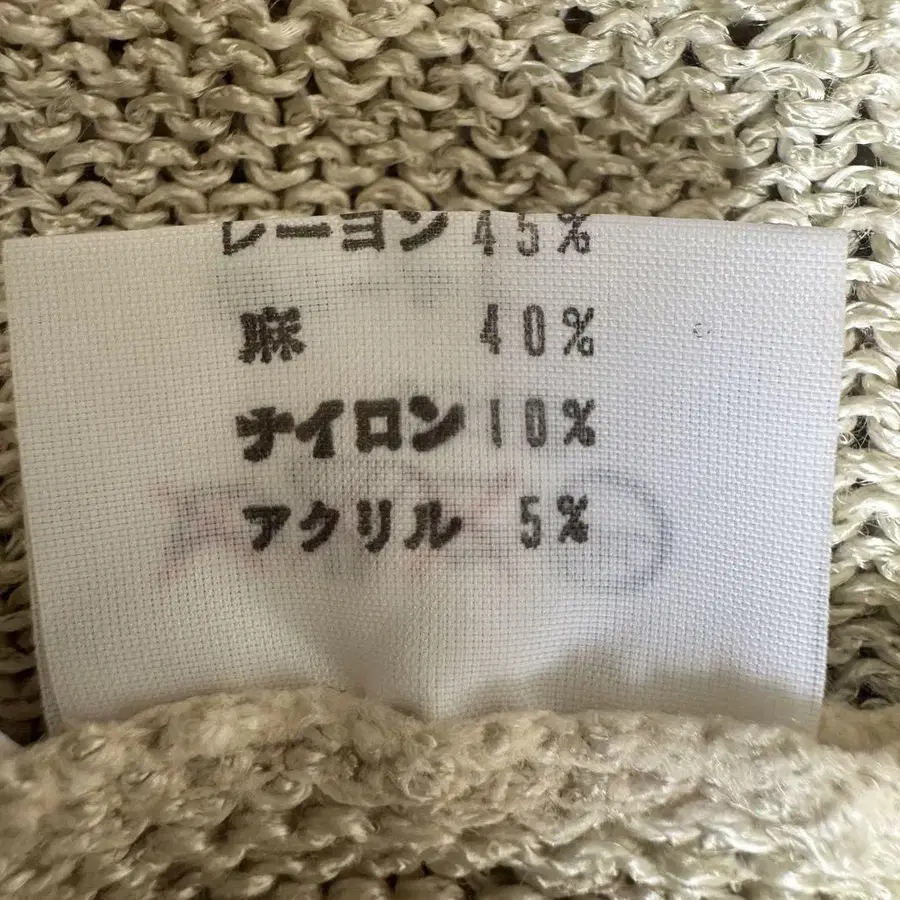 レーヨン 45%
麻 40%
ナイロン 10%
アクリル 5%